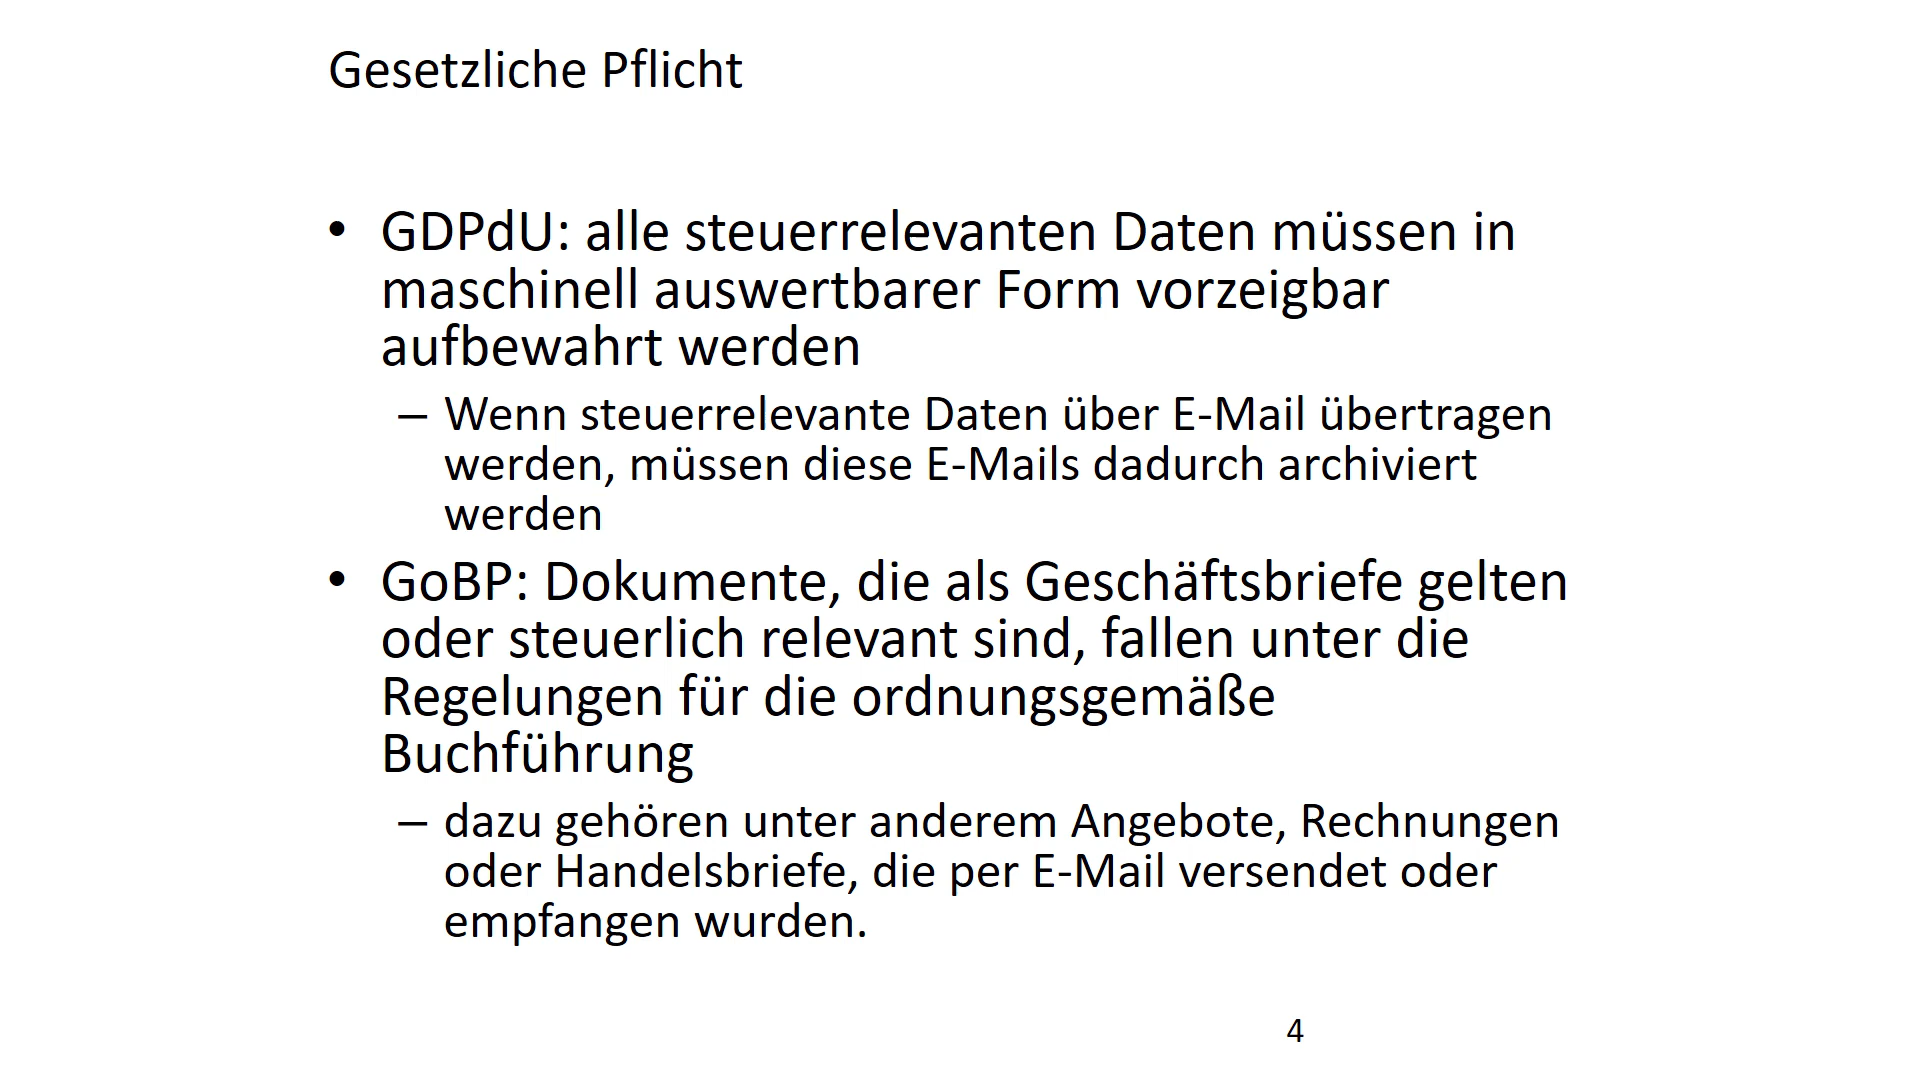 Gesetzliche Pflicht
• GDPdU: alle steuerrelevanten Daten müssen in
maschinell auswertbarer Form vorzeigbar
aufbewahrt werden
– Wenn steuerrelevante Daten über E-Mail übertragen
werden, müssen diese E-Mails dadurch archiviert
werden
• GoBP: Dokumente, die als Geschäftsbriefe gelten
oder steuerlich relevant sind, fallen unter die
Regelungen für die ordnungsgemäße
Buchführung
– dazu gehören unter anderem Angebote, Rechnungen
oder Handelsbriefe, die per E-Mail versendet oder
empfangen wurden.
4